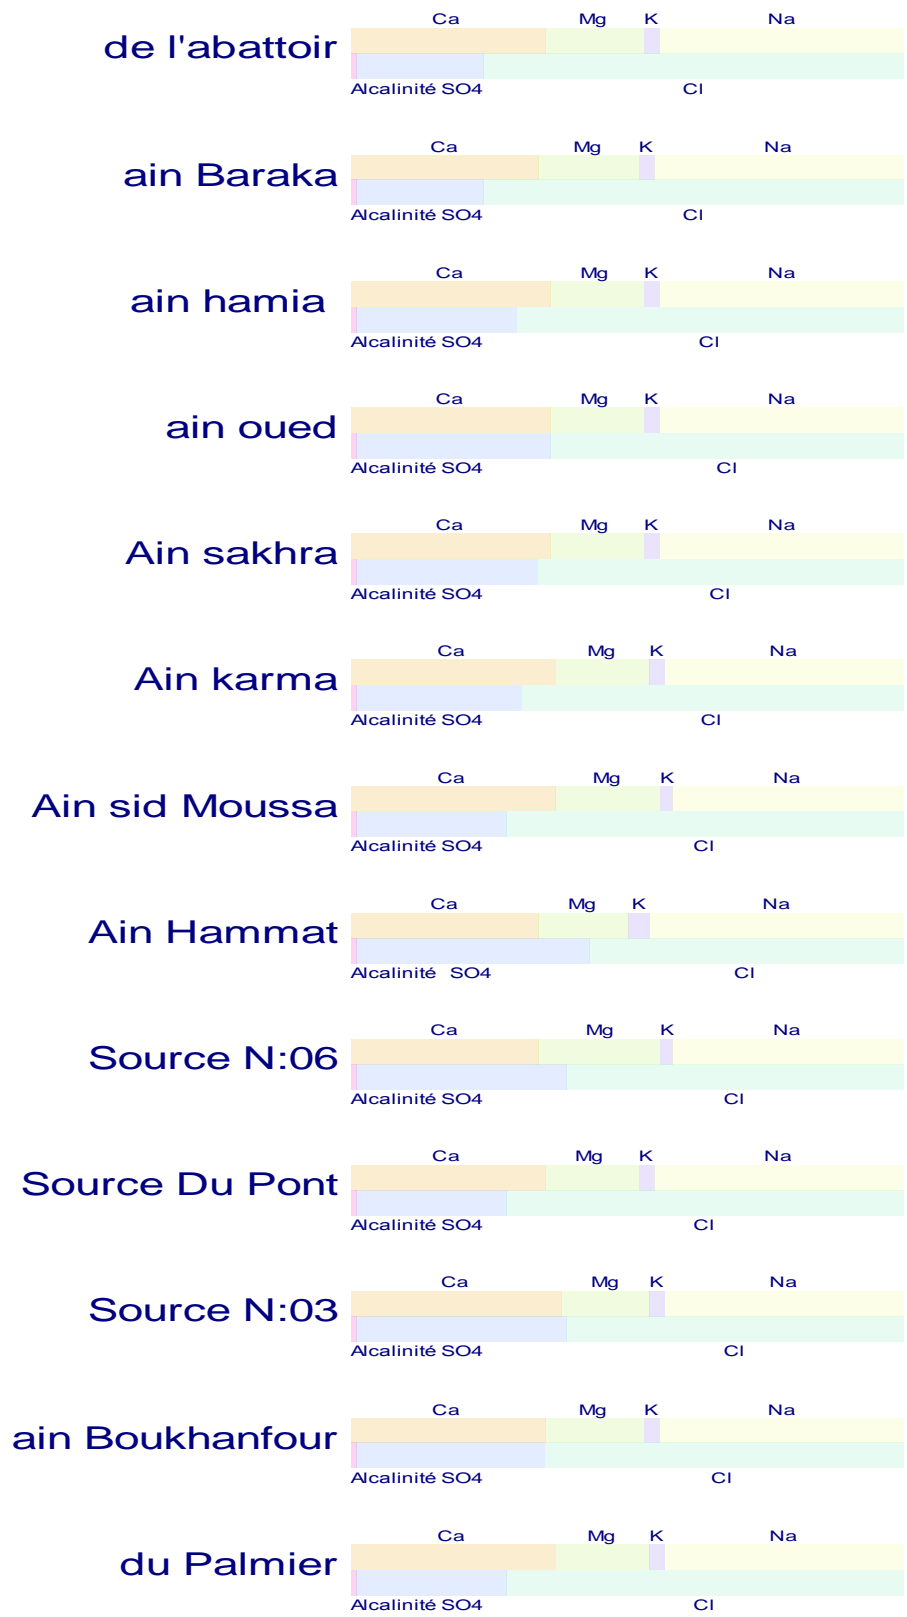 Ca Mg K Na
de l'abattoir
Alcalinité SO4 Cl
Ca Mg K Na
ain Baraka
Alcalinité SO4 Cl
Ca Mg K Na
ain hamia
Alcalinité SO4 Cl
Ca Mg K Na
ain oued
Alcalinité SO4 Cl
Ca Mg K Na
Ain sakhra
Alcalinité SO4 Cl
Ca Mg K Na
Ain karma
Alcalinité SO4 Cl
Ca Mg K Na
Ain sid Moussa
Alcalinité SO4 Cl
Ca Mg K Na
Ain Hammat
Alcalinité SO4 Cl
Ca Mg K Na
Source N:06
Alcalinité SO4 Cl
Ca Mg K Na
Source Du Pont
Alcalinité SO4 Cl
Ca Mg K Na
Source N:03
Alcalinité SO4 Cl
Ca Mg K Na
ain Boukhanfour
Alcalinité SO4 Cl
Ca Mg K Na
du Palmier
Alcalinité SO4 Cl